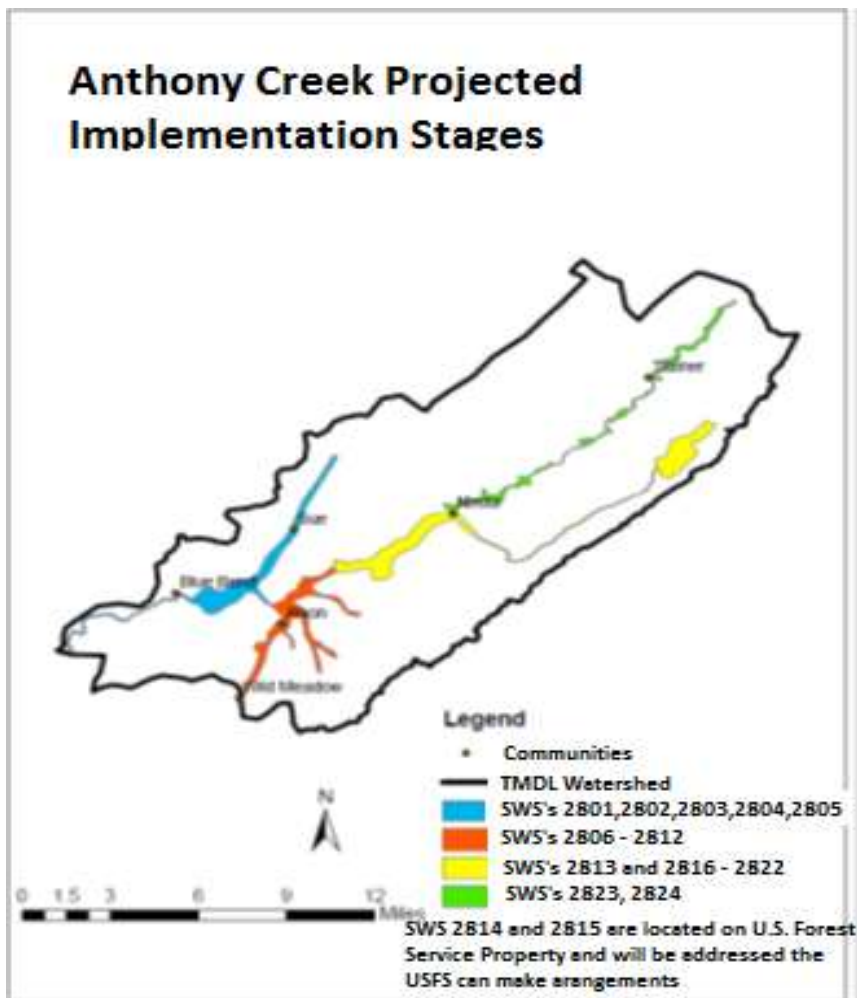 Anthony Creek Projected
Implementation Stages
Neola
Blue Bend
Alvon
Wild Meadow
Legend
Communities
TMDL Watershed
SWS's 2801,2802,2803,2804,2805
SWS's 2806 - 2812
SWS's 2813 and 2816 - 2822
SWS's 2823, 2824
N
0 1.5 3 6 9 12
Miles
SWS 2814 and 2815 are located on U.S. Forest
Service Property and will be addressed the
USFS can make arangements